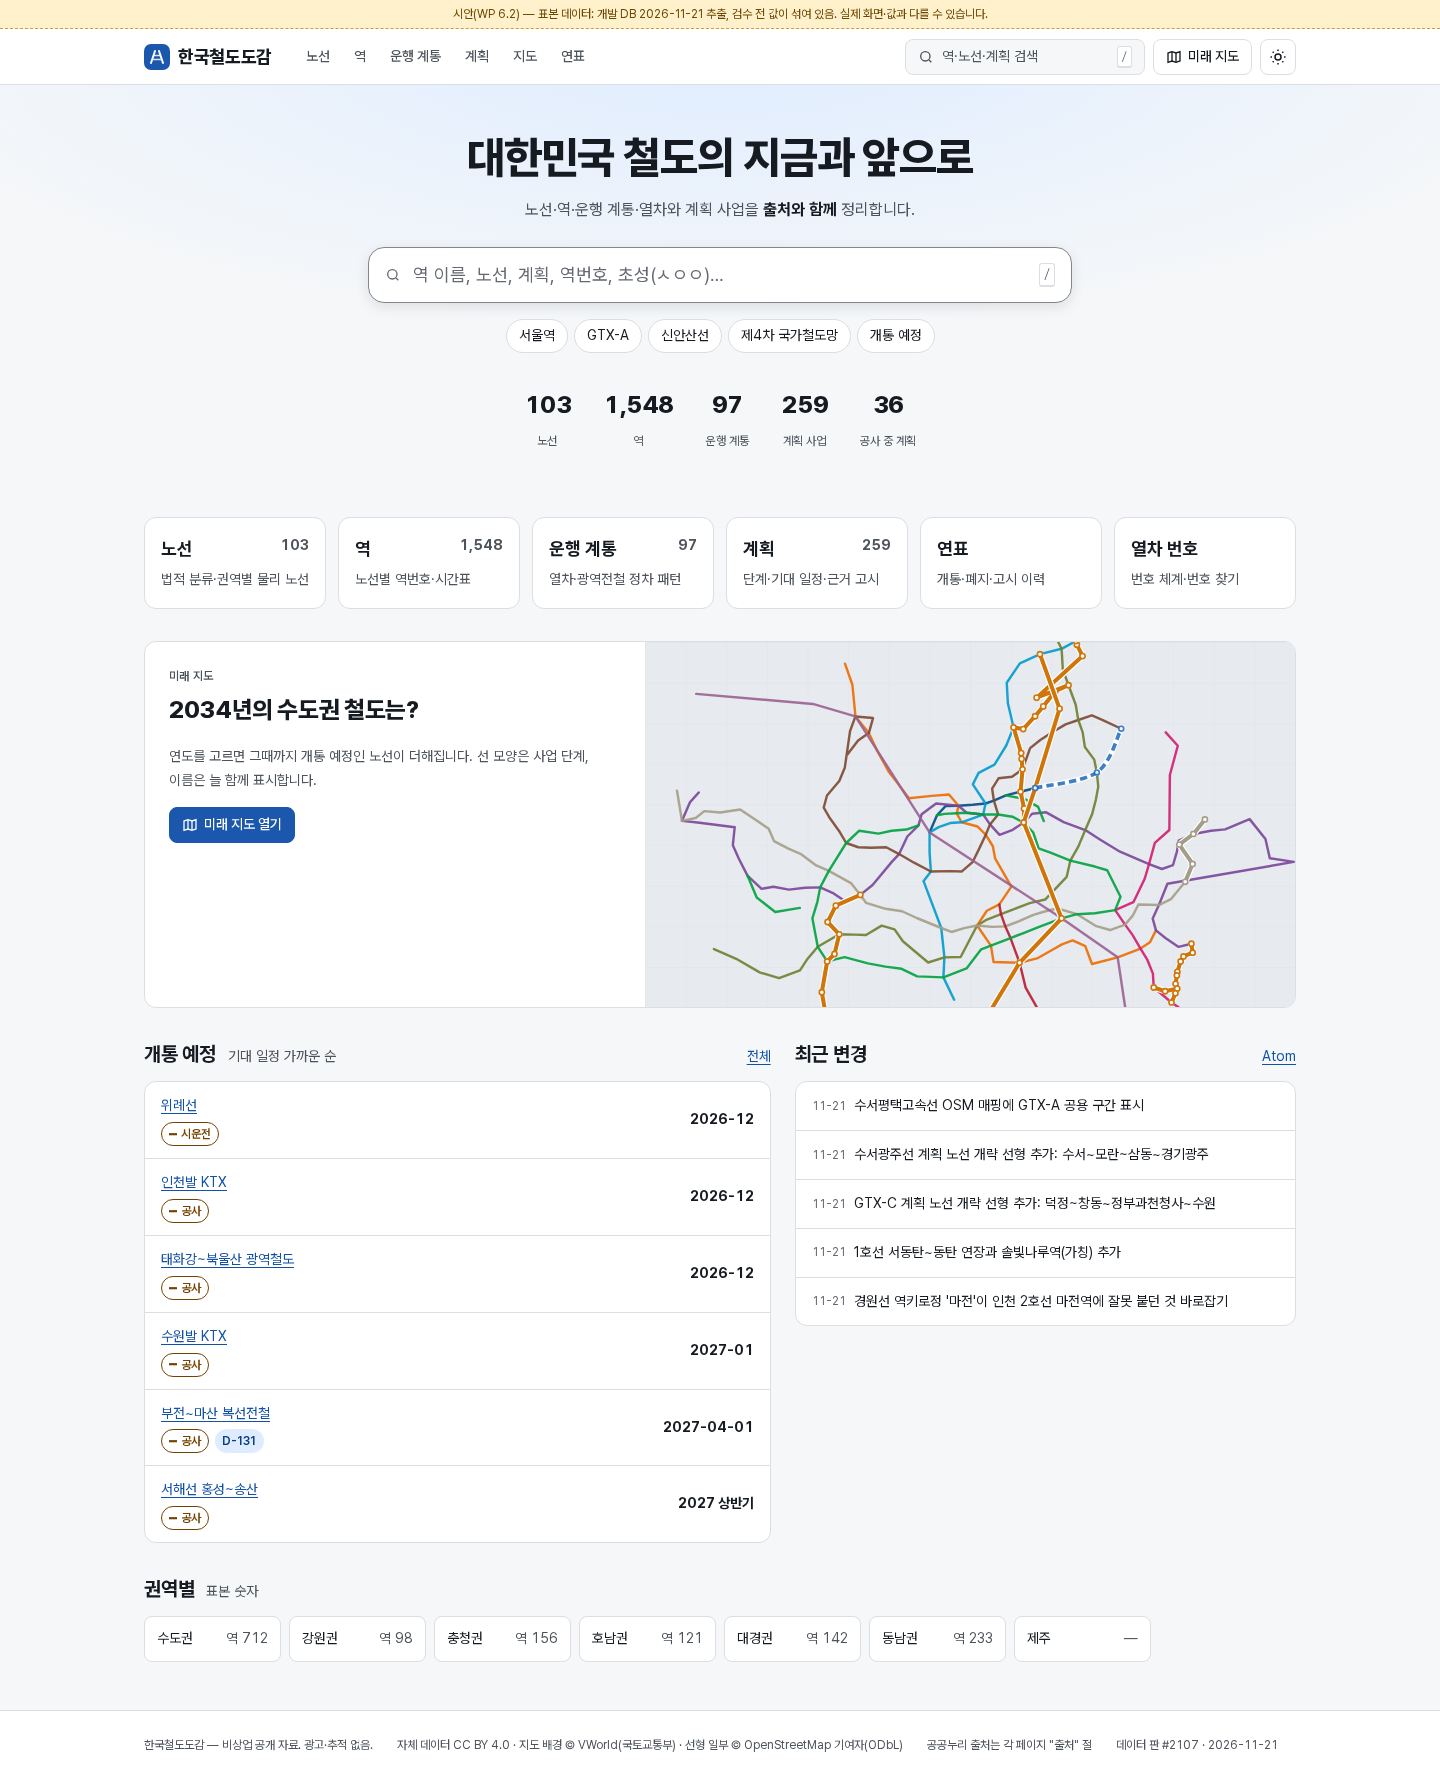 시안(WP 6.2) — 표본 데이터: 개발 DB 2026-11-21 추출, 검수 전 값이 섞여 있음. 실제 화면·값과 다를 수 있습니다.
한국철도도감 노선 역 운행 계통 계획 지도 연표 역·노선·계획 검색 / 미래 지도
대한민국 철도의 지금과 앞으로
노선·역·운행 계통·열차와 계획 사업을 출처와 함께 정리합니다.
역 이름, 노선, 계획, 역번호, 초성(ㅅㅇㅇ)… /
서울역 GTX-A 신안산선 제4차 국가철도망 개통 예정
103 1,548 97 259 36
노선 역 운행 계통 계획 사업 공사 중 계획
노선 103 역 1,548 운행 계통 97 계획 259 연표 열차 번호
법적 분류·권역별 물리 노선 노선별 역번호·시간표 열차·광역전철 정차 패턴 단계·기대 일정·근거 고시 개통·폐지·고시 이력 번호 체계·번호 찾기
미래 지도
2034년의 수도권 철도는?
연도를 고르면 그때까지 개통 예정인 노선이 더해집니다. 선 모양은 사업 단계,
이름은 늘 함께 표시합니다.
미래 지도 열기
개통 예정 기대 일정 가까운 순 전체
위례선
시운전
2026-12
인천발 KTX
공사
2026-12
태화강~북울산 광역철도
공사
2026-12
수원발 KTX
공사
2027-01
부전~마산 복선전철
공사 D-131
2027-04-01
서해선 홍성~송산
공사
2027 상반기
최근 변경 Atom
11-21 수서평택고속선 OSM 매핑에 GTX-A 공용 구간 표시
11-21 수서광주선 계획 노선 개략 선형 추가: 수서~모란~삼동~경기광주
11-21 GTX-C 계획 노선 개략 선형 추가: 덕정~창동~정부과천청사~수원
11-21 1호선 서동탄~동탄 연장과 솔빛나루역(가칭) 추가
11-21 경원선 역키로정 '마전'이 인천 2호선 마전역에 잘못 붙던 것 바로잡기
권역별 표본 숫자
수도권 역 712 강원권 역 98 충청권 역 156 호남권 역 121 대경권 역 142 동남권 역 233 제주 —
한국철도도감 — 비상업 공개 자료. 광고·추적 없음. 자체 데이터 CC BY 4.0 · 지도 배경 © VWorld(국토교통부) · 선형 일부 © OpenStreetMap 기여자(ODbL) 공공누리 출처는 각 페이지 "출처" 절 데이터 판 #2107 · 2026-11-21